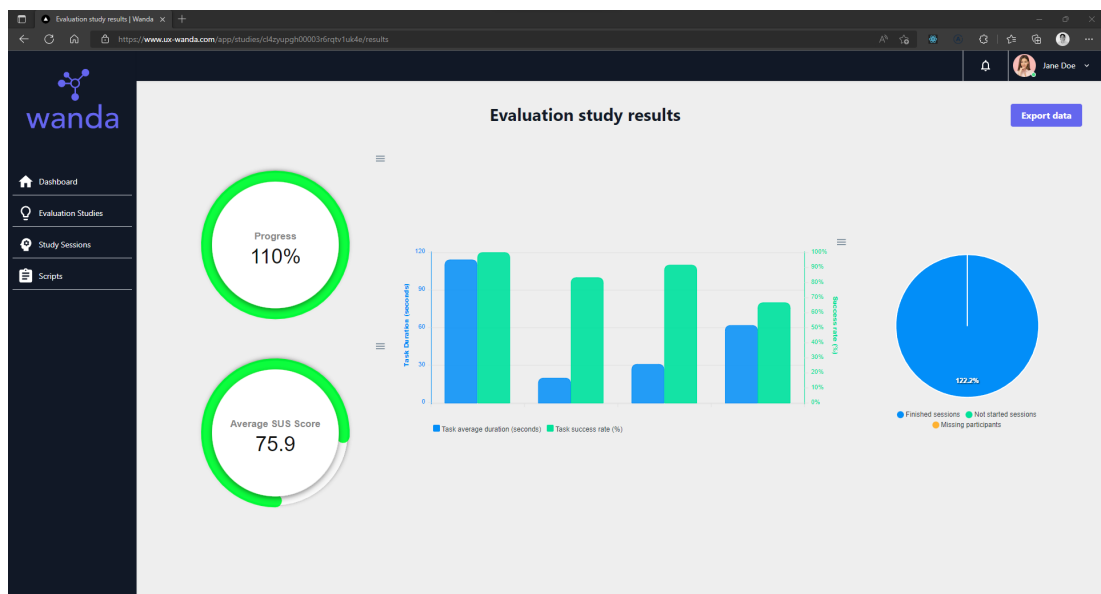 Evaluation study results | Wanda
https://www.ux-wanda.com/app/studies/cl4zyupgh00003r6rqtv1uk4e/results
Jane Doe
wanda
Dashboard
Evaluation Studies
Study Sessions
Scripts
Evaluation study results
Export data
Progress
110%
Average SUS Score
75.9
Task Duration (seconds)
120
90
60
30
0
100%
90%
80%
70%
60%
50%
40%
30%
20%
10%
0%
Success rate (%)
Task average duration (seconds) Task success rate (%)
122.2%
Finished sessions Not started sessions
Missing participants